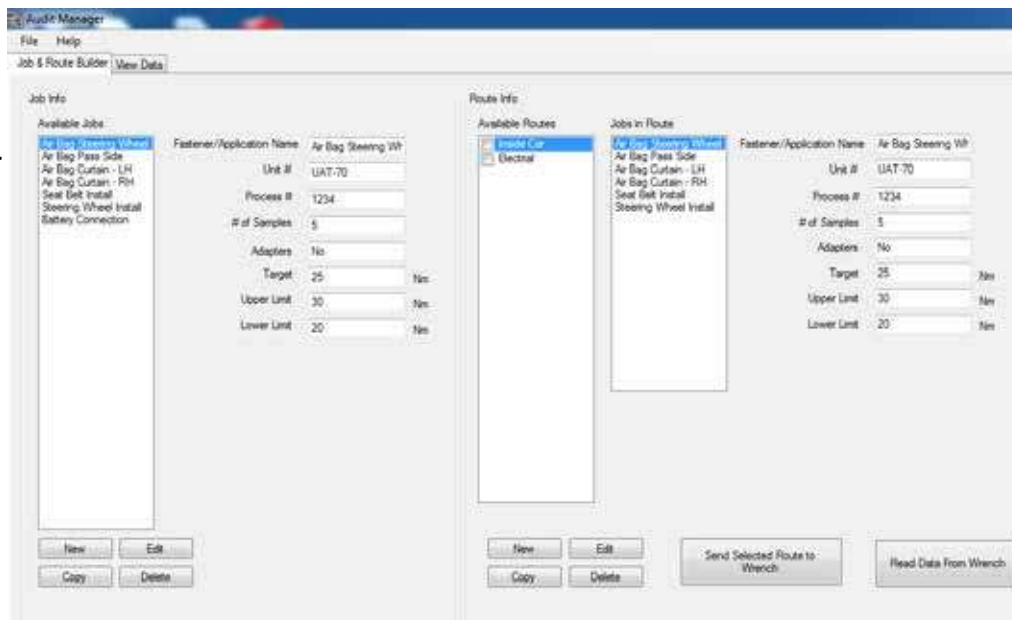 Audit Manager
File Help
Job & Route Builder View Data
Job Info
Available Jobs
Air Bag Steering Wheel
Air Bag Pass Side
Air Bag Curtain - LH
Air Bag Curtain - RH
Seat Belt Install
Steering Wheel Install
Battery Connection
Fastener/Application Name Air Bag Steering Wh
Unit # UAT-70
Process # 1234
# of Samples 5
Adapters No
Target 25 Nm
Upper Limit 30 Nm
Lower Limit 20 Nm
New Edit
Copy Delete
Route Info
Available Routes
Inside Car
Electrial
Jobs in Route
Air Bag Steering Wheel
Air Bag Pass Side
Air Bag Curtain - LH
Air Bag Curtain - RH
Seat Belt Install
Steering Wheel Install
Fastener/Application Name Air Bag Steering Wh
Unit # UAT-70
Process # 1234
# of Samples 5
Adapters No
Target 25 Nm
Upper Limit 30 Nm
Lower Limit 20 Nm
New Edit
Copy Delete
Send Selected Route to
Wrench
Read Data From Wrench